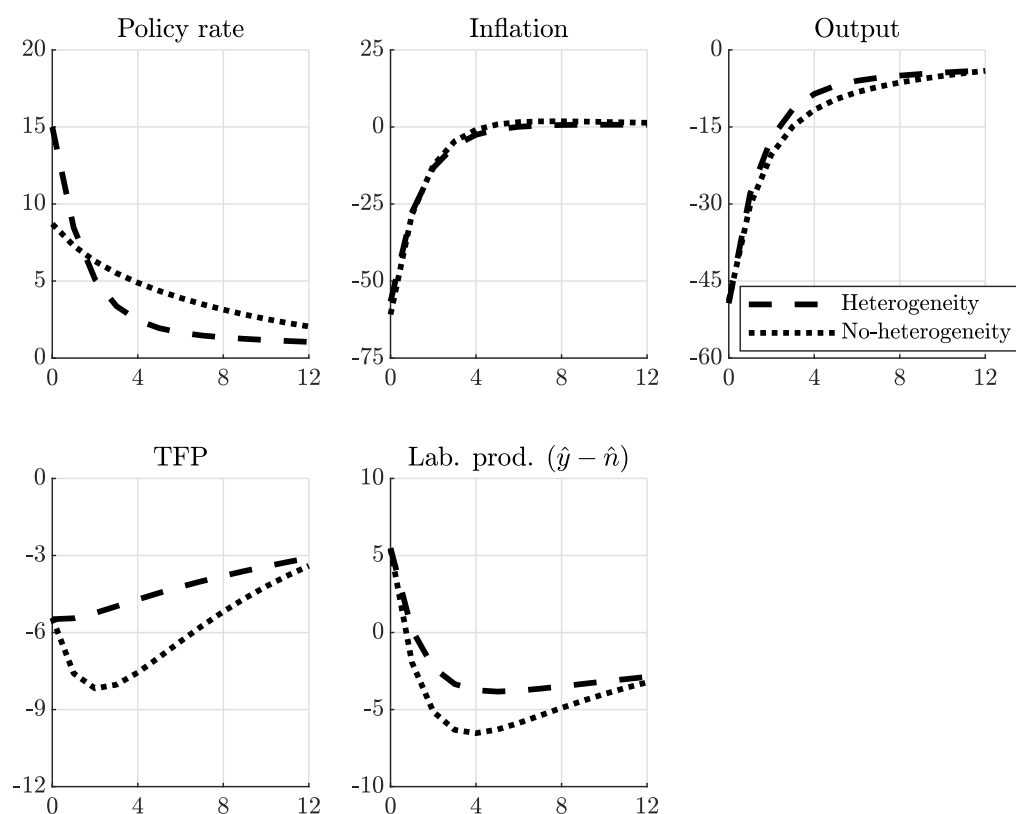 Policy rate
20
15
10
5
0
0 4 8 12
Inflation
25
0
-25
-50
-75
0 4 8 12
Output
0
-15
-30
-45
-60
0 4 8 12
Heterogeneity
No-heterogeneity
TFP
0
-3
-6
-9
-12
0 4 8 12
Lab. prod. (ŷ − n̂)
10
5
0
-5
-10
0 4 8 12